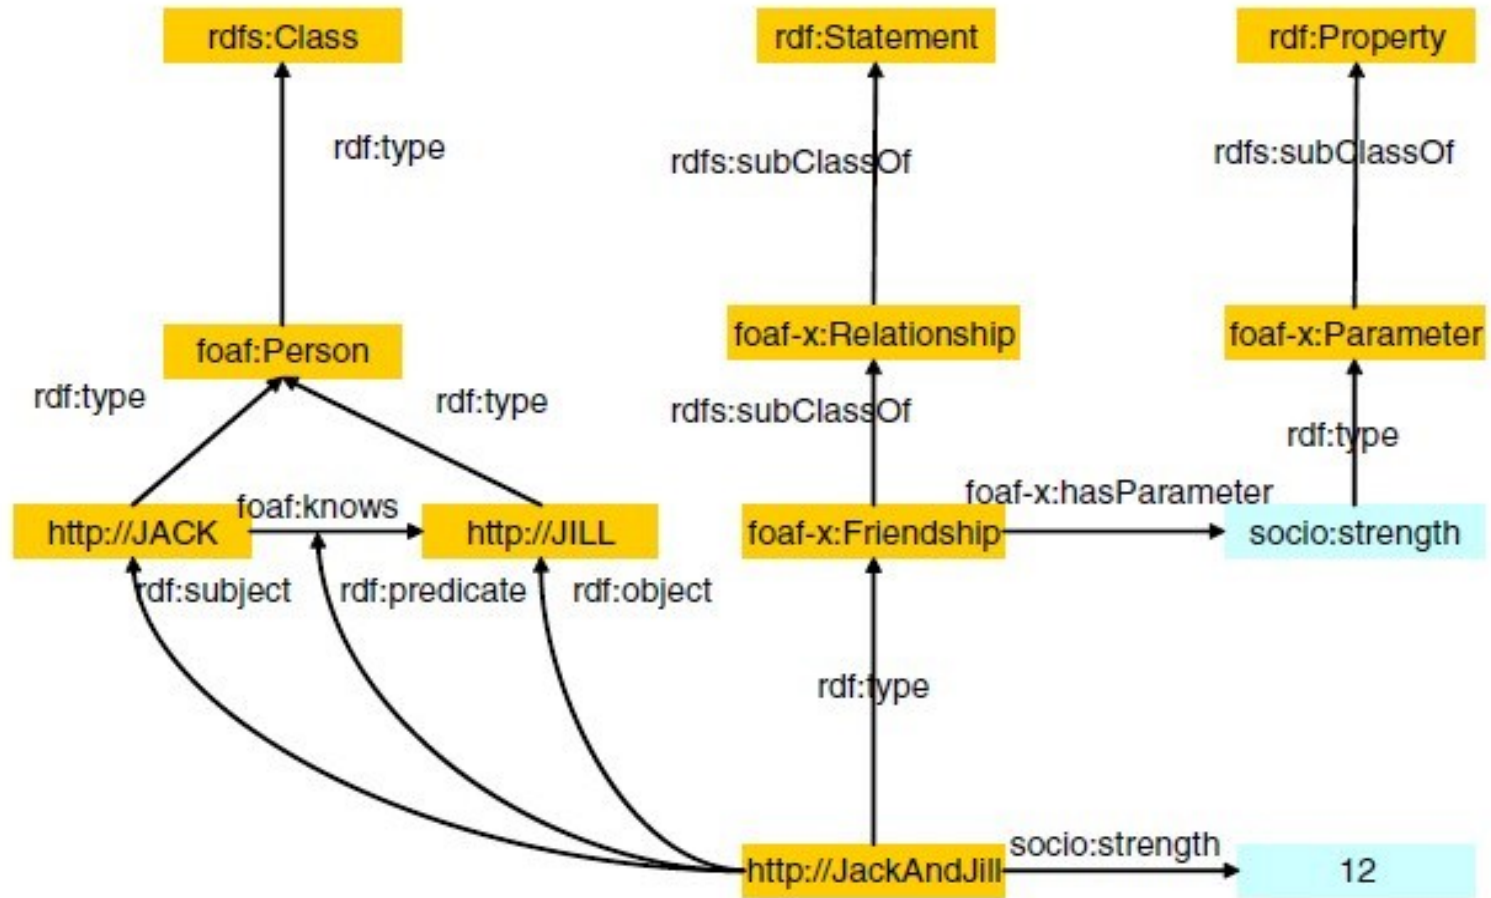 rdfs:Class
rdf:Statement
rdf:Property
rdf:type
rdfs:subClassOf
rdfs:subClassOf
foaf:Person
foaf-x:Relationship
foaf-x:Parameter
rdf:type
rdf:type
rdfs:subClassOf
rdf:type
foaf:knows
foaf-x:hasParameter
http://JACK
http://JILL
foaf-x:Friendship
socio:strength
rdf:subject
rdf:predicate
rdf:object
rdf:type
socio:strength
http://JackAndJill
12